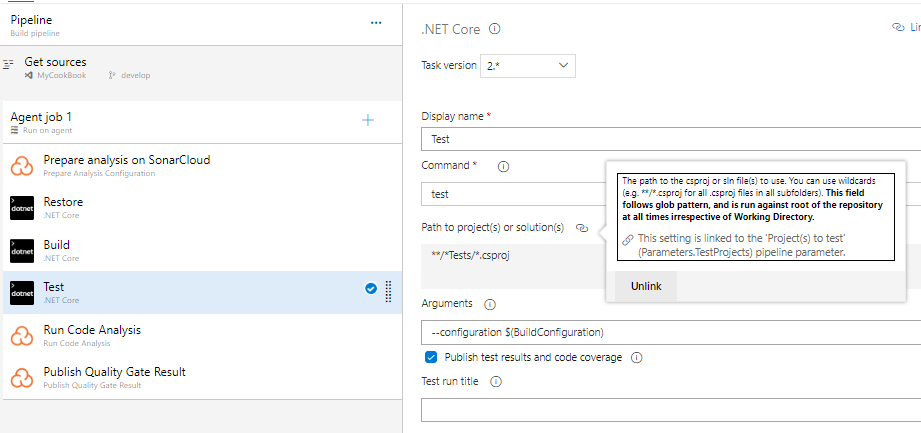 Pipeline
Build pipeline
...
Get sources
MyCookBook
develop
Agent job 1
Run on agent
Prepare analysis on SonarCloud
Prepare Analysis Configuration
dotnet
Restore
.NET Core
dotnet
Build
.NET Core
dotnet
Test
.NET Core
Run Code Analysis
Run Code Analysis
Publish Quality Gate Result
Publish Quality Gate Result
.NET Core
Task version 2.*
Display name *
Test
Command *
test
Path to project(s) or solution(s)
**/*Tests/*.csproj
The path to the csproj or sln file(s) to use. You can use wildcards
(e.g. **/*.csproj for all .csproj files in all subfolders). This field
follows glob pattern, and is run against root of the repository
at all times irrespective of Working Directory.
This setting is linked to the 'Project(s) to test'
(Parameters.TestProjects) pipeline parameter.
Unlink
Arguments
--configuration $(BuildConfiguration)
Publish test results and code coverage
Test run title